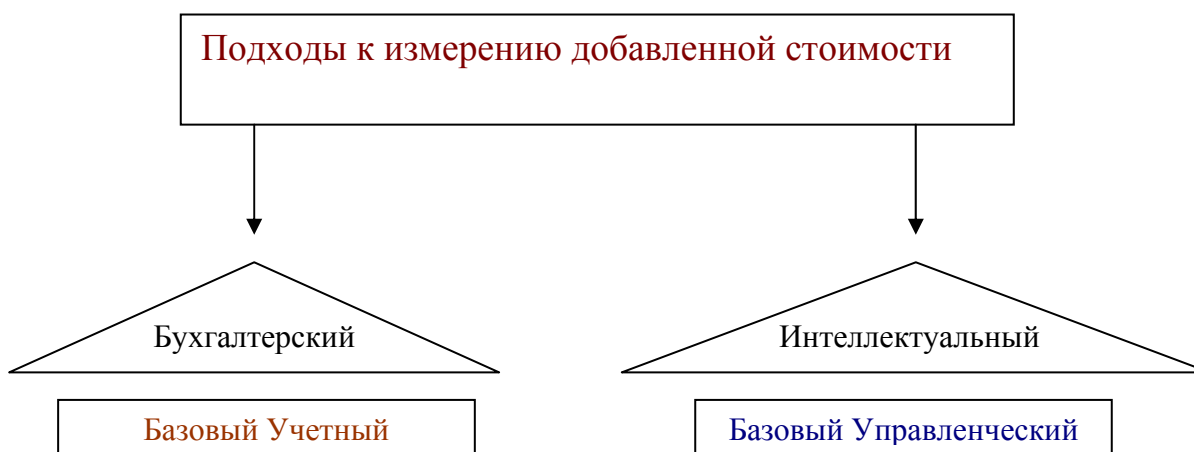 Подходы к измерению добавленной стоимости
Бухгалтерский
Интеллектуальный
Базовый Учетный
Базовый Управленческий